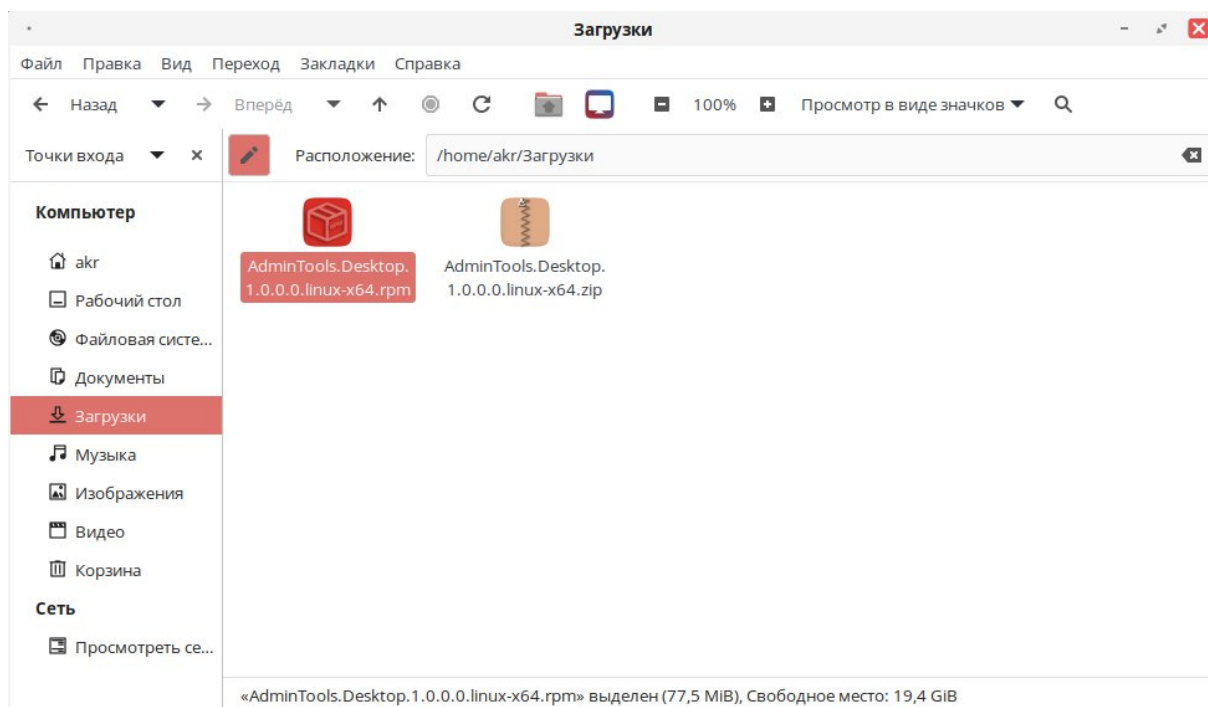 Загрузки
Файл Правка Вид Переход Закладки Справка
Назад Вперёд 100% Просмотр в виде значков
Точки входа Расположение: /home/akr/Загрузки
Компьютер
akr
Рабочий стол
Файловая систе...
Документы
Загрузки
Музыка
Изображения
Видео
Корзина
Сеть
Просмотреть се...
AdminTools.Desktop.
1.0.0.0.linux-x64.rpm
AdminTools.Desktop.
1.0.0.0.linux-x64.zip
«AdminTools.Desktop.1.0.0.0.linux-x64.rpm» выделен (77,5 MiB), Свободное место: 19,4 GiB